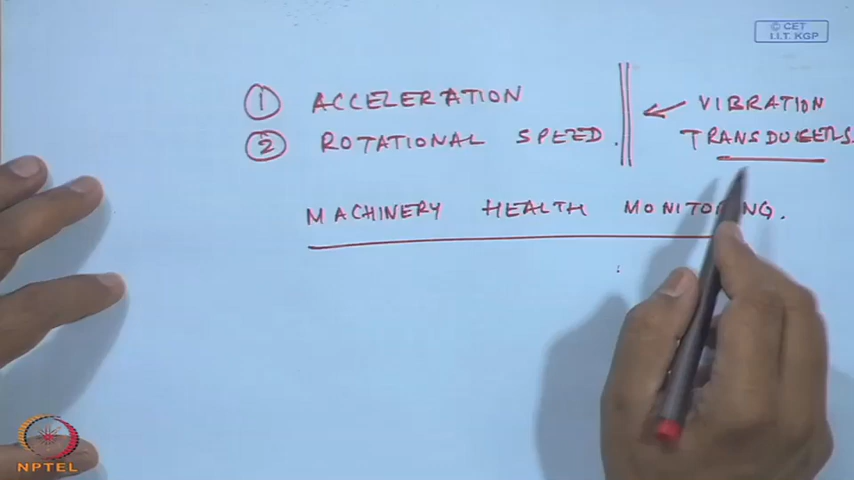 © CET
I.I.T. KGP
① ACCELERATION
② ROTATIONAL SPEED.
← VIBRATION
TRANSDUCERS.
MACHINERY HEALTH MONITORING.
NPTEL